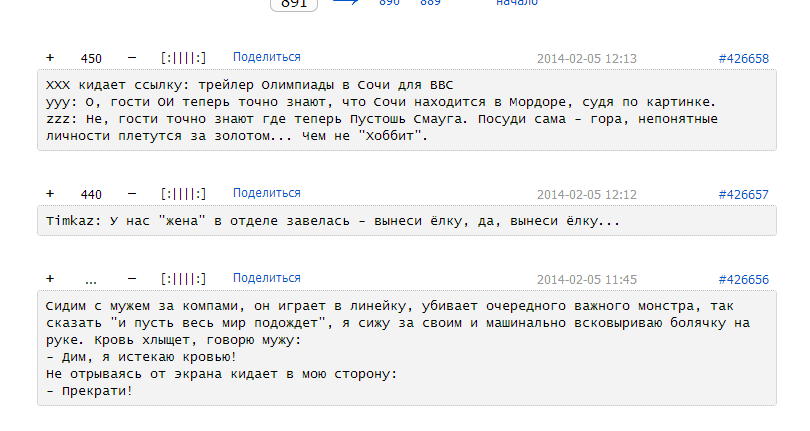 891 → 890 889 начало
+ 450 − [:||||:] Поделиться 2014-02-05 12:13 #426658
XXX кидает ссылку: трейлер Олимпиады в Сочи для BBC
yyy: О, гости ОИ теперь точно знают, что Сочи находится в Мордоре, судя по картинке.
zzz: Не, гости точно знают где теперь Пустошь Смауга. Посуди сама - гора, непонятные
личности плетутся за золотом... Чем не "Хоббит".
+ 440 − [:||||:] Поделиться 2014-02-05 12:12 #426657
Timkaz: У нас "жена" в отделе завелась - вынеси ёлку, да, вынеси ёлку...
+ ... − [:||||:] Поделиться 2014-02-05 11:45 #426656
Сидим с мужем за компами, он играет в линейку, убивает очередного важного монстра, так
сказать "и пусть весь мир подождет", я сижу за своим и машинально всковыриваю болячку на
руке. Кровь хлыщет, говорю мужу:
- Дим, я истекаю кровью!
Не отрываясь от экрана кидает в мою сторону:
- Прекрати!